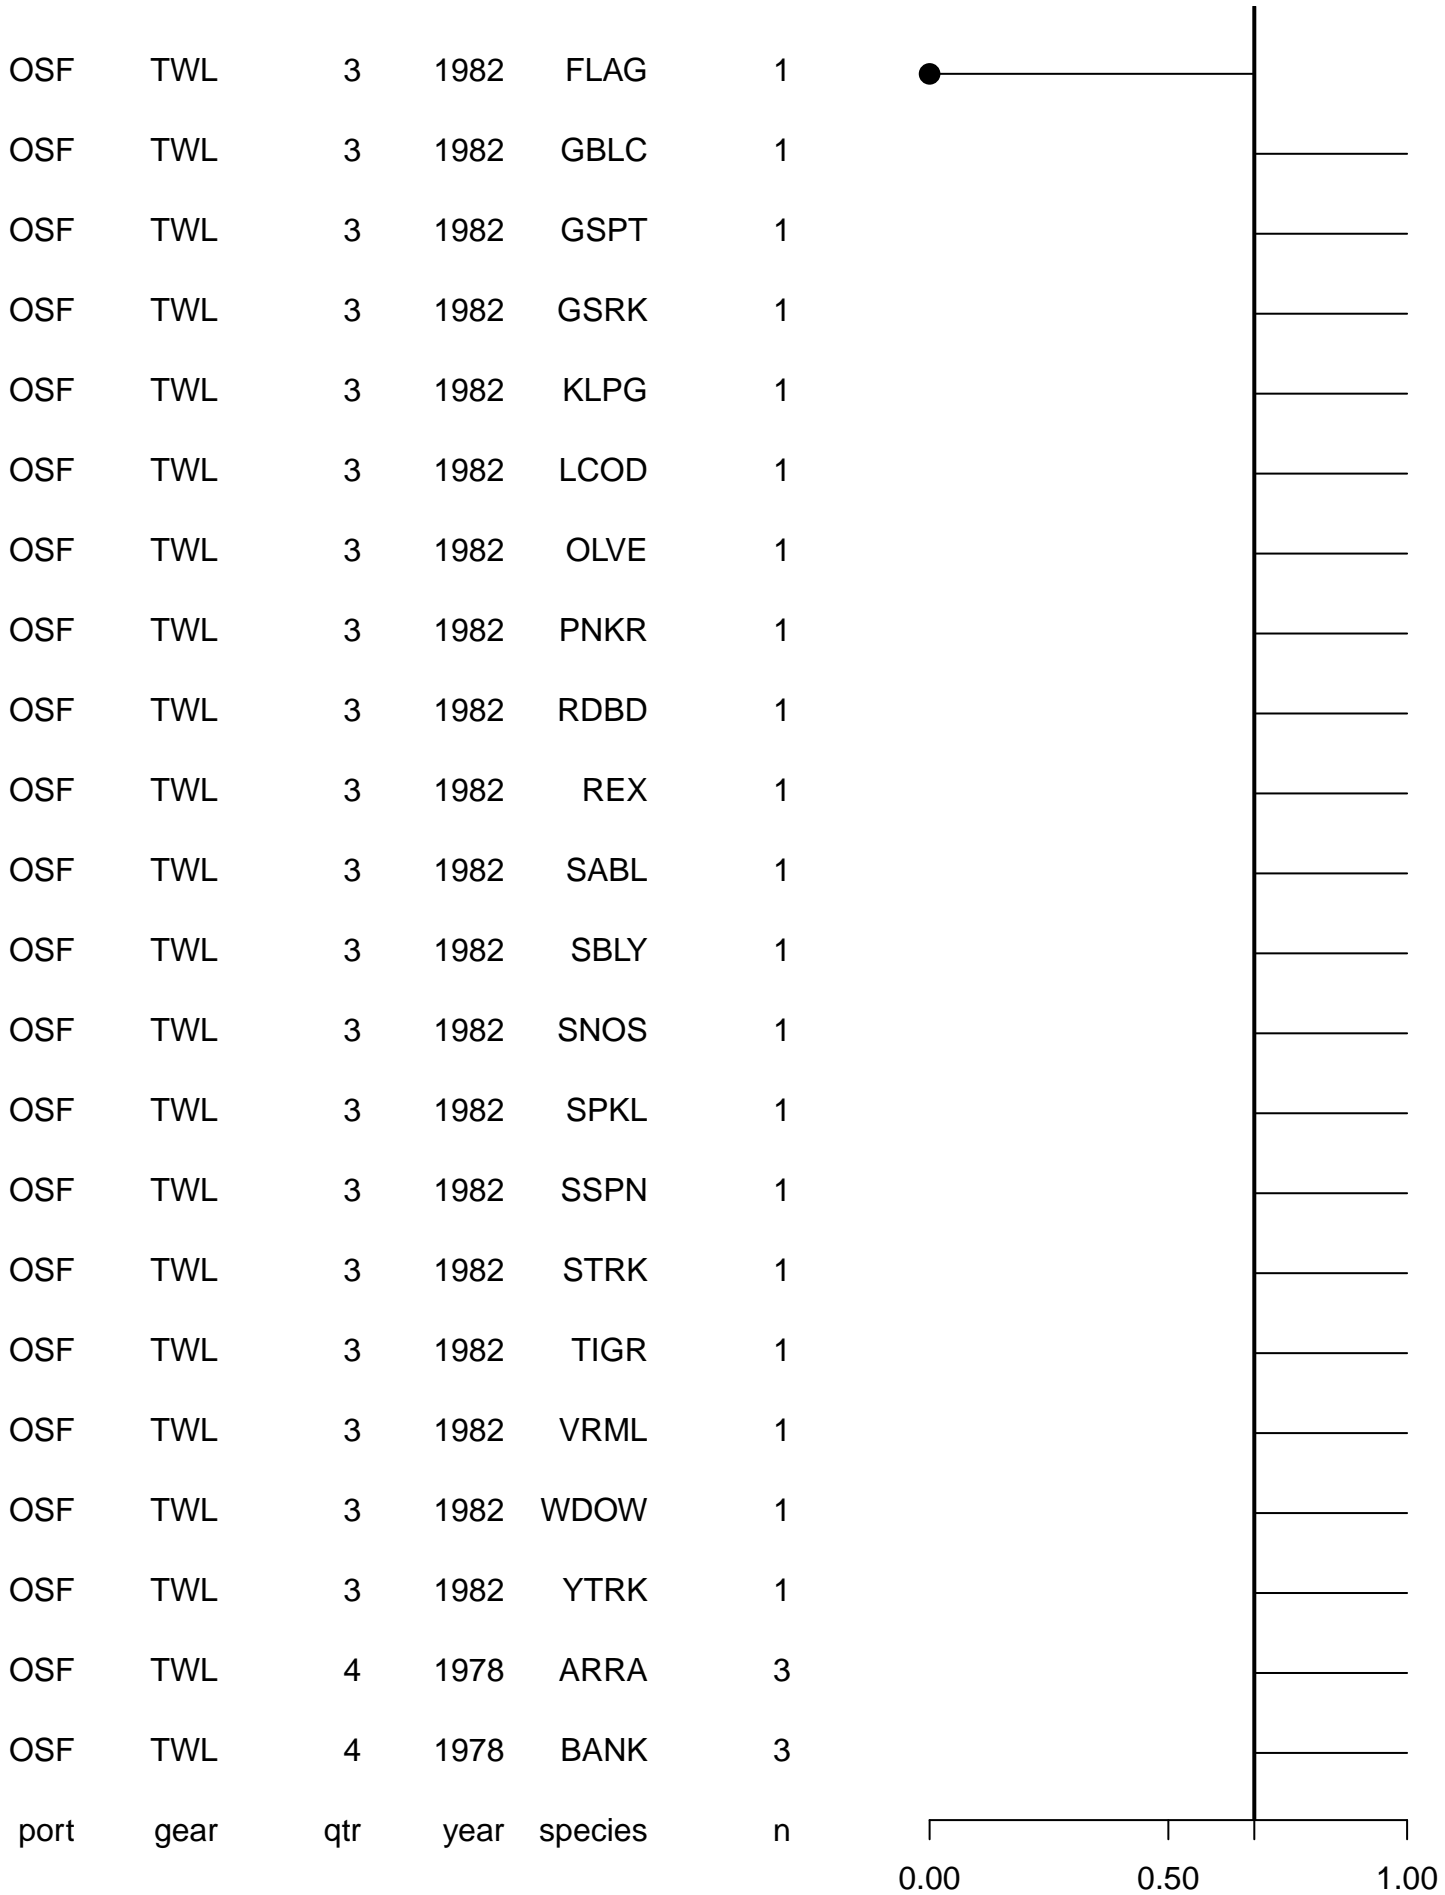 OSF TWL 3 1982 FLAG 1
OSF TWL 3 1982 GBLC 1
OSF TWL 3 1982 GSPT 1
OSF TWL 3 1982 GSRK 1
OSF TWL 3 1982 KLPG 1
OSF TWL 3 1982 LCOD 1
OSF TWL 3 1982 OLVE 1
OSF TWL 3 1982 PNKR 1
OSF TWL 3 1982 RDBD 1
OSF TWL 3 1982 REX 1
OSF TWL 3 1982 SABL 1
OSF TWL 3 1982 SBLY 1
OSF TWL 3 1982 SNOS 1
OSF TWL 3 1982 SPKL 1
OSF TWL 3 1982 SSPN 1
OSF TWL 3 1982 STRK 1
OSF TWL 3 1982 TIGR 1
OSF TWL 3 1982 VRML 1
OSF TWL 3 1982 WDOW 1
OSF TWL 3 1982 YTRK 1
OSF TWL 4 1978 ARRA 3
OSF TWL 4 1978 BANK 3
port gear qtr year species n
0.00 0.50 1.00